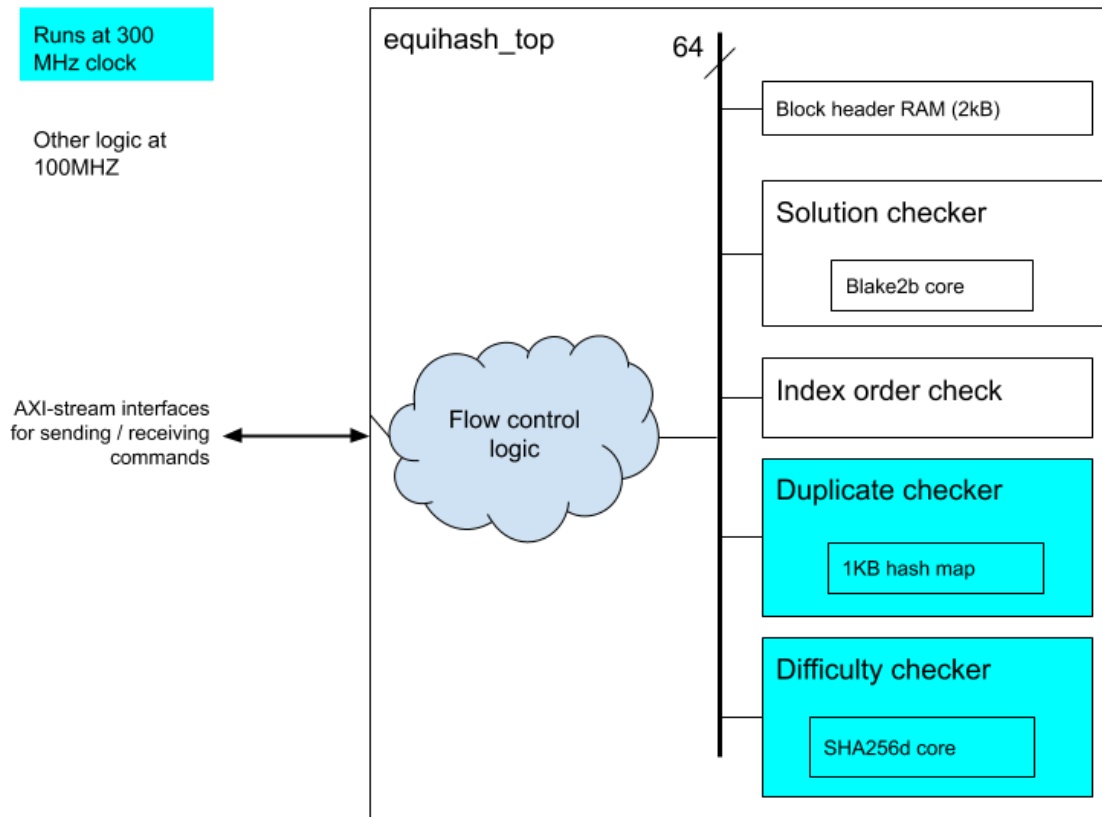 Runs at 300
MHz clock
Other logic at
100MHZ
equihash_top
64
Block header RAM (2kB)
Solution checker
Blake2b core
AXI-stream interfaces
for sending / receiving
commands
Flow control
logic
Index order check
Duplicate checker
1KB hash map
Difficulty checker
SHA256d core